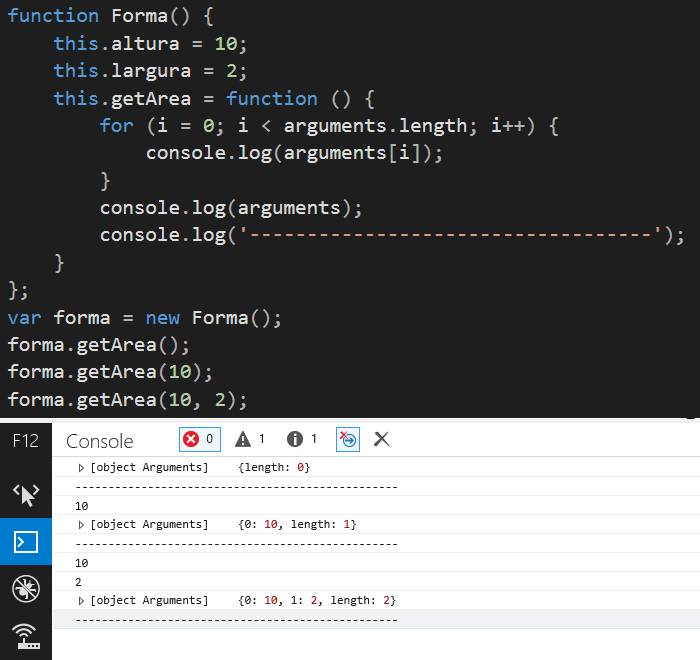 function Forma() {
    this.altura = 10;
    this.largura = 2;
    this.getArea = function () {
        for (i = 0; i < arguments.length; i++) {
            console.log(arguments[i]);
        }
        console.log(arguments);
        console.log('-----------------------------------');
    }
};
var forma = new Forma();
forma.getArea();
forma.getArea(10);
forma.getArea(10, 2);
F12 Console 0 1 1
[object Arguments] {length: 0}
-----------------------------------------------
10
[object Arguments] {0: 10, length: 1}
-----------------------------------------------
10
2
[object Arguments] {0: 10, 1: 2, length: 2}
-----------------------------------------------